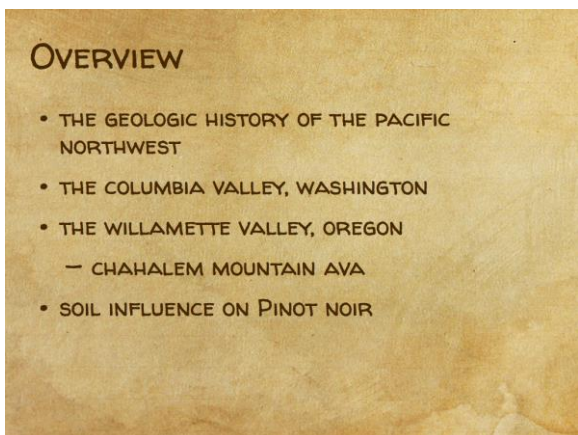 Overview
• the geologic history of the pacific
northwest
• the columbia valley, washington
• the willamette valley, oregon
– chahalem mountain ava
• soil influence on Pinot noir